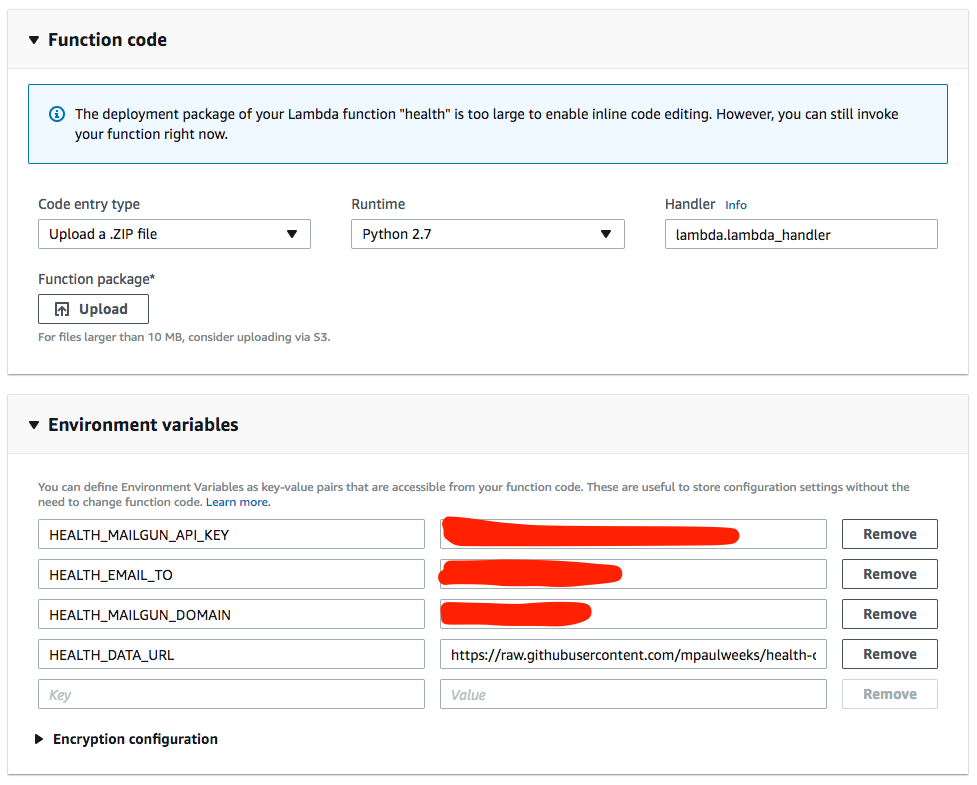 Function code
The deployment package of your Lambda function "health" is too large to enable inline code editing. However, you can still invoke
your function right now.
Code entry type
Runtime
Handler Info
Upload a .ZIP file
Python 2.7
lambda.lambda_handler
Function package*
Upload
For files larger than 10 MB, consider uploading via S3.
Environment variables
You can define Environment Variables as key-value pairs that are accessible from your function code. These are useful to store configuration settings without the
need to change function code. Learn more.
HEALTH_MAILGUN_API_KEY
Remove
HEALTH_EMAIL_TO
Remove
HEALTH_MAILGUN_DOMAIN
Remove
HEALTH_DATA_URL
https://raw.githubusercontent.com/mpaulweeks/health-
Remove
Key
Value
Remove
Encryption configuration